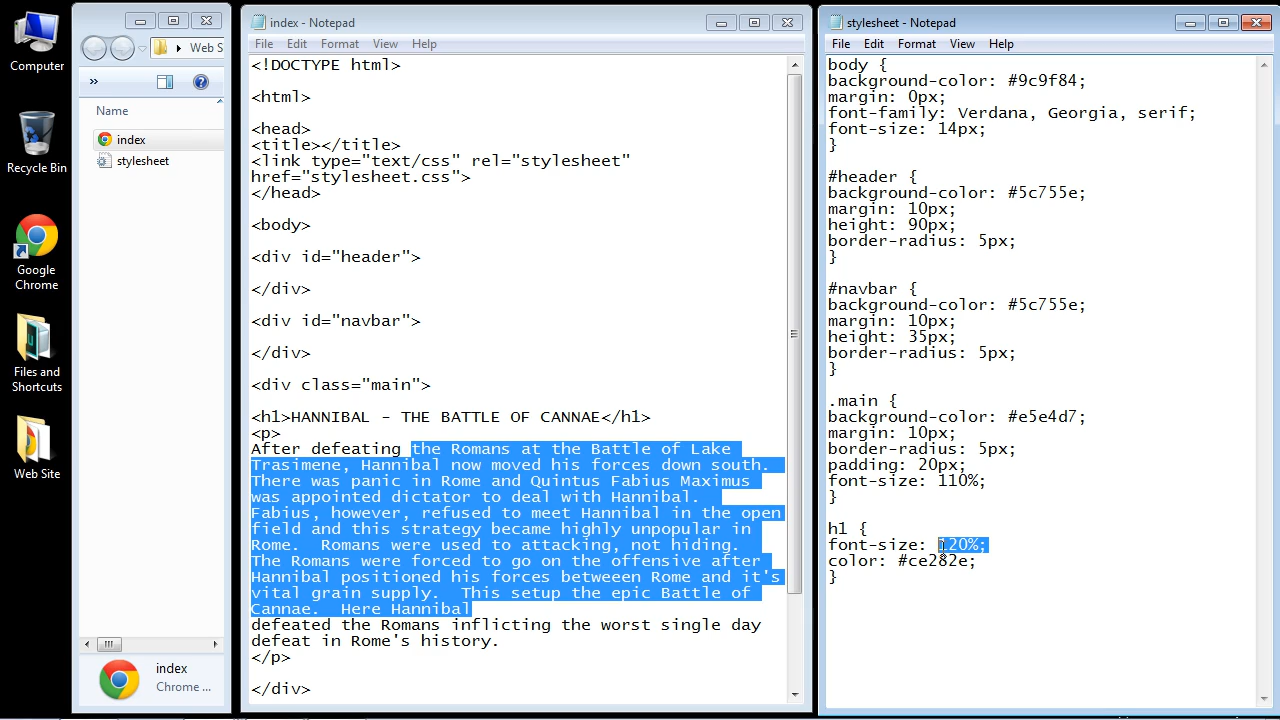 Computer
Recycle Bin
Google
Chrome
Files and
Shortcuts
Web Site
Web S
»
Name
index
stylesheet
index
Chrome ...
index - Notepad
File Edit Format View Help
<!DOCTYPE html>
<html>
<head>
<title></title>
<link type="text/css" rel="stylesheet"
href="stylesheet.css">
</head>
<body>
<div id="header">
</div>
<div id="navbar">
</div>
<div class="main">
<h1>HANNIBAL - THE BATTLE OF CANNAE</h1>
<p>
After defeating the Romans at the Battle of Lake
Trasimene, Hannibal now moved his forces down south.
There was panic in Rome and Quintus Fabius Maximus
was appointed dictator to deal with Hannibal.
Fabius, however, refused to meet Hannibal in the open
field and this strategy became highly unpopular in
Rome.  Romans were used to attacking, not hiding.
The Romans were forced to go on the offensive after
Hannibal positioned his forces betweeen Rome and it's
vital grain supply.  This setup the epic Battle of
Cannae.  Here Hannibal
defeated the Romans inflicting the worst single day
defeat in Rome's history.
</p>
</div>
stylesheet - Notepad
File Edit Format View Help
body {
background-color: #9c9f84;
margin: 0px;
font-family: Verdana, Georgia, serif;
font-size: 14px;
}
#header {
background-color: #5c755e;
margin: 10px;
height: 90px;
border-radius: 5px;
}
#navbar {
background-color: #5c755e;
margin: 10px;
height: 35px;
border-radius: 5px;
}
.main {
background-color: #e5e4d7;
margin: 10px;
border-radius: 5px;
padding: 20px;
font-size: 110%;
}
h1 {
font-size: 120%;
color: #ce282e;
}